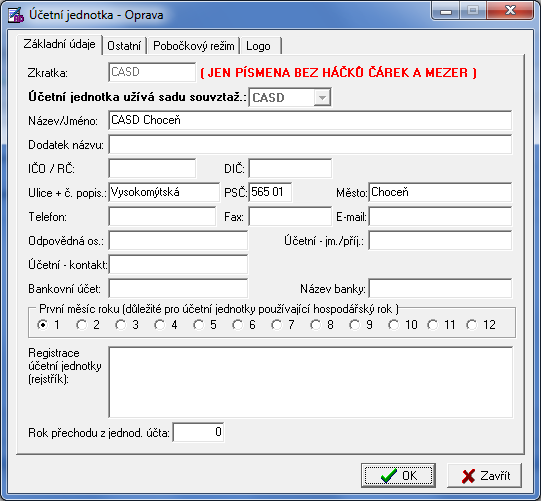 Účetní jednotka - Oprava
Základní údaje Ostatní Pobočkový režim Logo
Zkratka: CASD ( JEN PÍSMENA BEZ HÁČKŮ ČÁREK A MEZER )
Účetní jednotka užívá sadu souvztaž.: CASD
Název/Jméno: CASD Choceň
Dodatek názvu:
IČO / RČ: DIČ:
Ulice + č. popis.: Vysokomýtská PSČ: 565 01 Město: Choceň
Telefon: Fax: E-mail:
Odpovědná os.: Účetní - jm./příj.:
Účetní - kontakt:
Bankovní účet: Název banky:
První měsíc roku (důležité pro účetní jednotky používající hospodářský rok )
1 2 3 4 5 6 7 8 9 10 11 12
Registrace
účetní jednotky
(rejstřík):
Rok přechodu z jednod. účta: 0
OK Zavřít